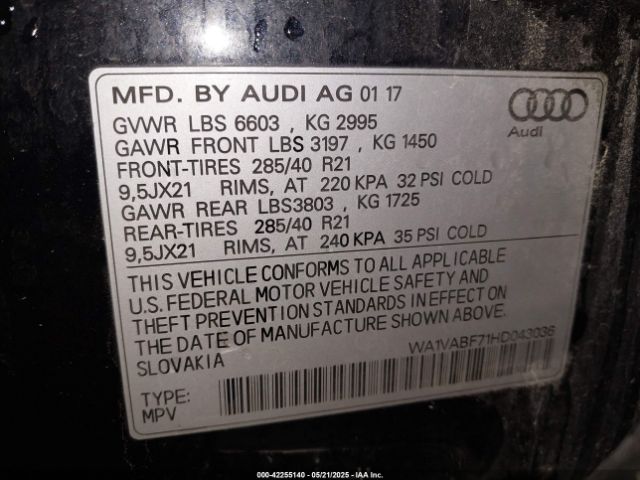 MFD. BY AUDI AG 01 17
Audi
GVWR LBS 6603 , KG 2995
GAWR FRONT LBS 3197 , KG 1450
FRONT-TIRES 285/40 R21
9,5JX21 RIMS, AT 220 KPA 32 PSI COLD
GAWR REAR LBS3803 , KG 1725
REAR-TIRES 285/40 R21
9,5JX21 RIMS, AT 240 KPA 35 PSI COLD
THIS VEHICLE CONFORMS TO ALL APPLICABLE
U.S. FEDERAL MOTOR VEHICLE SAFETY AND
THEFT PREVENTION STANDARDS IN EFFECT ON
THE DATE OF MANUFACTURE SHOWN ABOVE.
SLOVAKIA
WA1VABF71HD043036
TYPE:
MPV
000-42255140 - 05/21/2025 - IAA Inc.